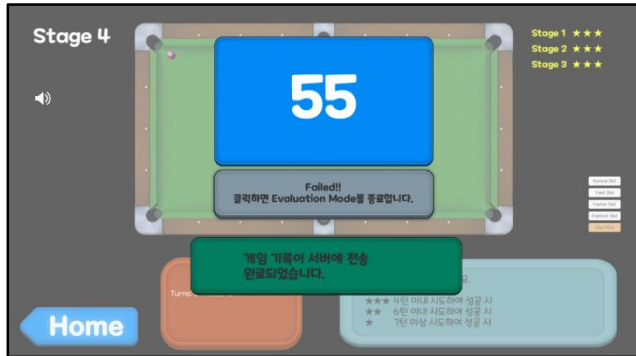 Stage 4
Stage 1 ★★★
Stage 2 ★★★
Stage 3 ★★★
55
Failed!!
클릭하면 Evaluation Mode를 종료합니다.
게임 기록이 서버에 전송
완료되었습니다.
요.
Turns
★★★ 4턴 이내 시도하여 성공 시
★★ 6턴 이내 시도하여 성공 시
★ 7턴 이상 시도하여 성공 시
Home